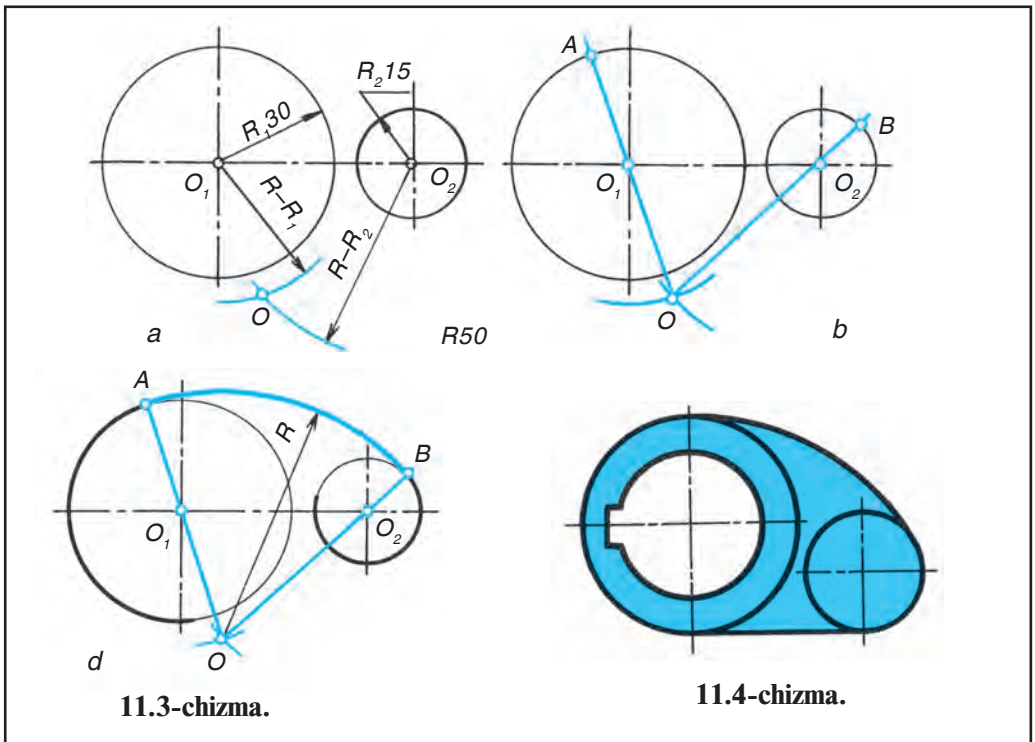 R₁30
R₂15
O₁
O₂
R–R₁
R–R₂
O
a
R50
A
B
O₁
O₂
O
b
A
B
R
O₁
O₂
O
d
11.3-chizma.
11.4-chizma.